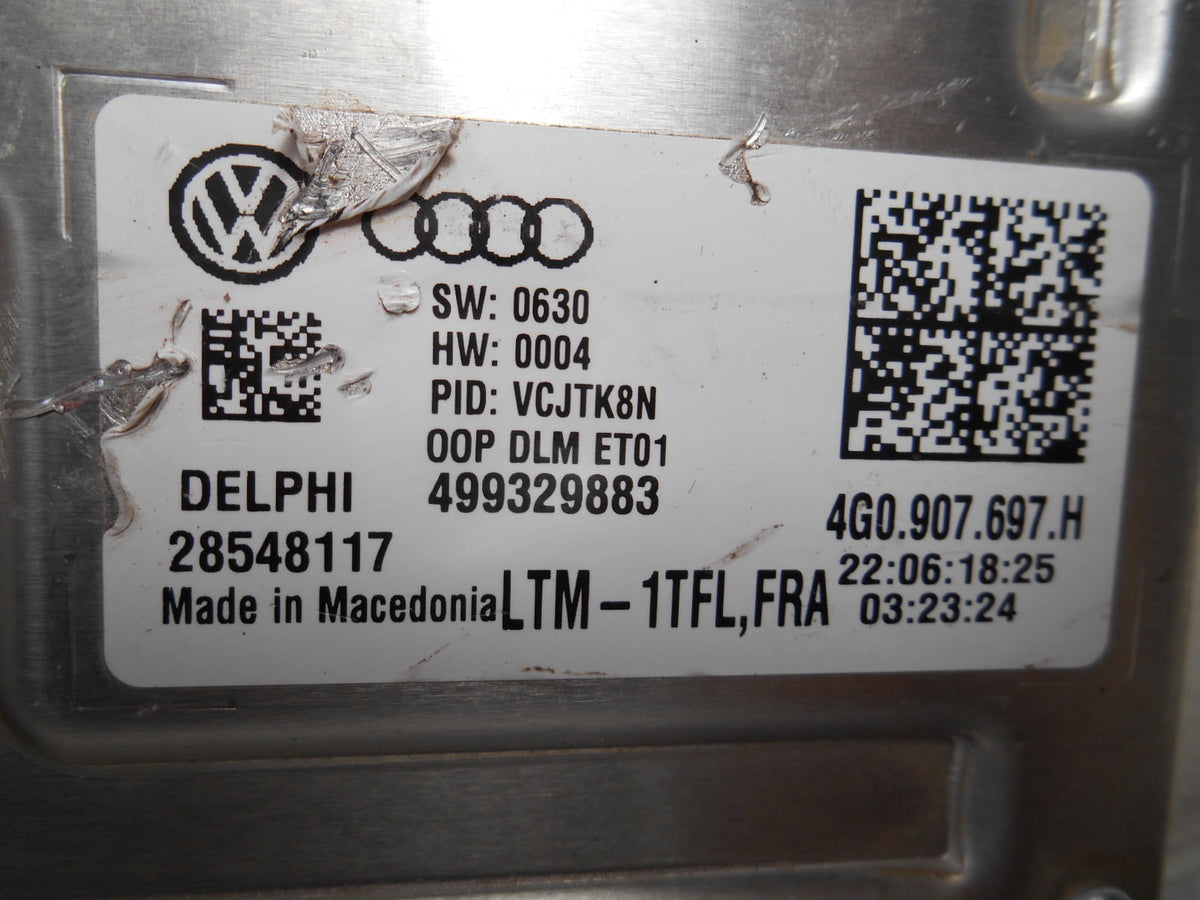 SW: 0630
HW: 0004
PID: VCJTK8N
OOP DLM ET01
499329883
DELPHI
28548117
Made in Macedonia
LTM-1TFL,FRA
4G0.907.697.H
22:06:18:25
03:23:24